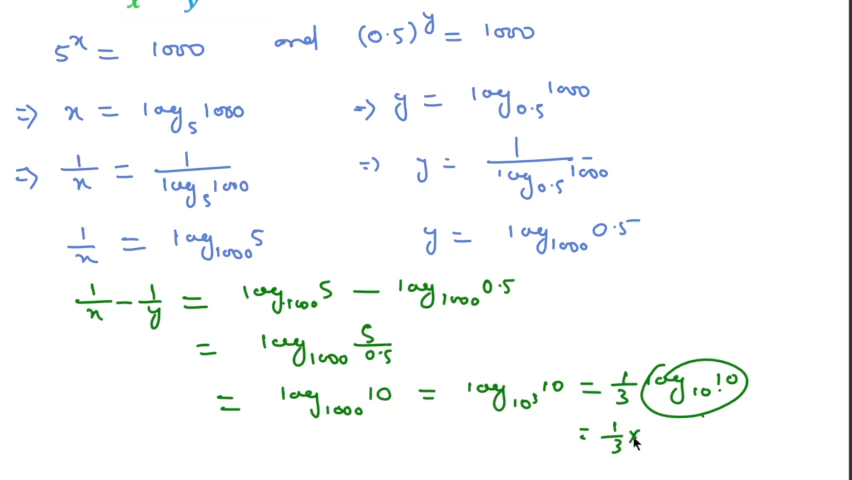 x y
5^x = 1000 and (0.5)^y = 1000
=> x = log_5 1000 => y = log_0.5 1000
=> 1/x = 1/log_5 1000 => y = 1/log_0.5 1000
1/x = log_1000 5 y = log_1000 0.5
1/x - 1/y = log_1000 5 - log_1000 0.5
= log_1000 5/0.5
= log_1000 10 = log_10^3 10 = 1/3 log_10 10
= 1/3 x